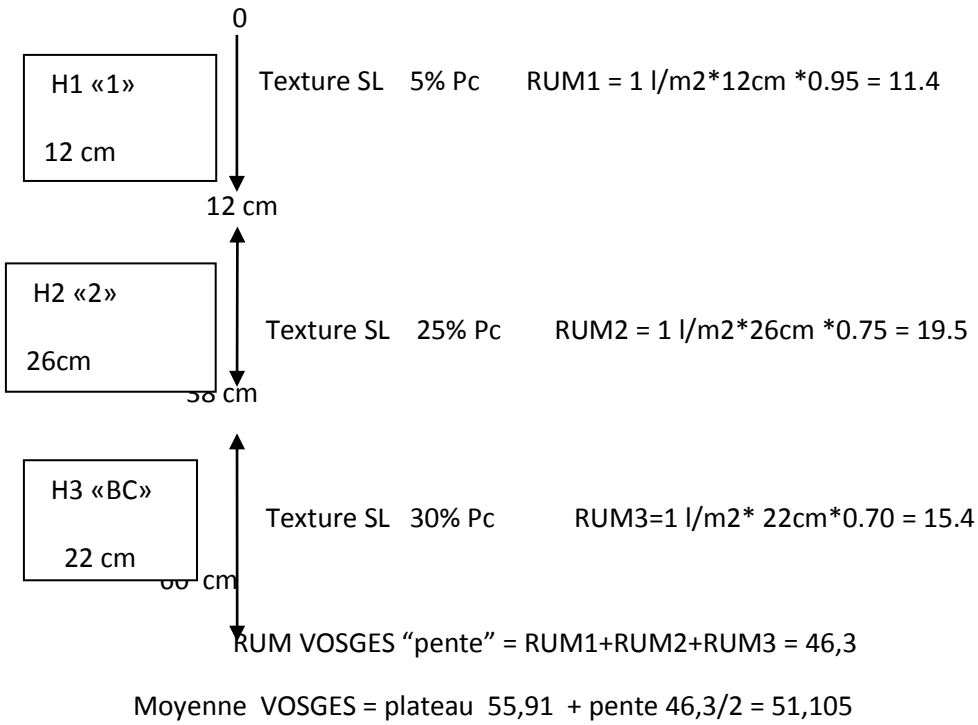 0
H1 «1»
12 cm
Texture SL 5% Pc RUM1 = 1 l/m2*12cm *0.95 = 11.4
12 cm
H2 «2»
26cm
Texture SL 25% Pc RUM2 = 1 l/m2*26cm *0.75 = 19.5
38 cm
H3 «BC»
22 cm
Texture SL 30% Pc RUM3=1 l/m2* 22cm*0.70 = 15.4
60 cm
RUM VOSGES “pente” = RUM1+RUM2+RUM3 = 46,3
Moyenne VOSGES = plateau 55,91 + pente 46,3/2 = 51,105